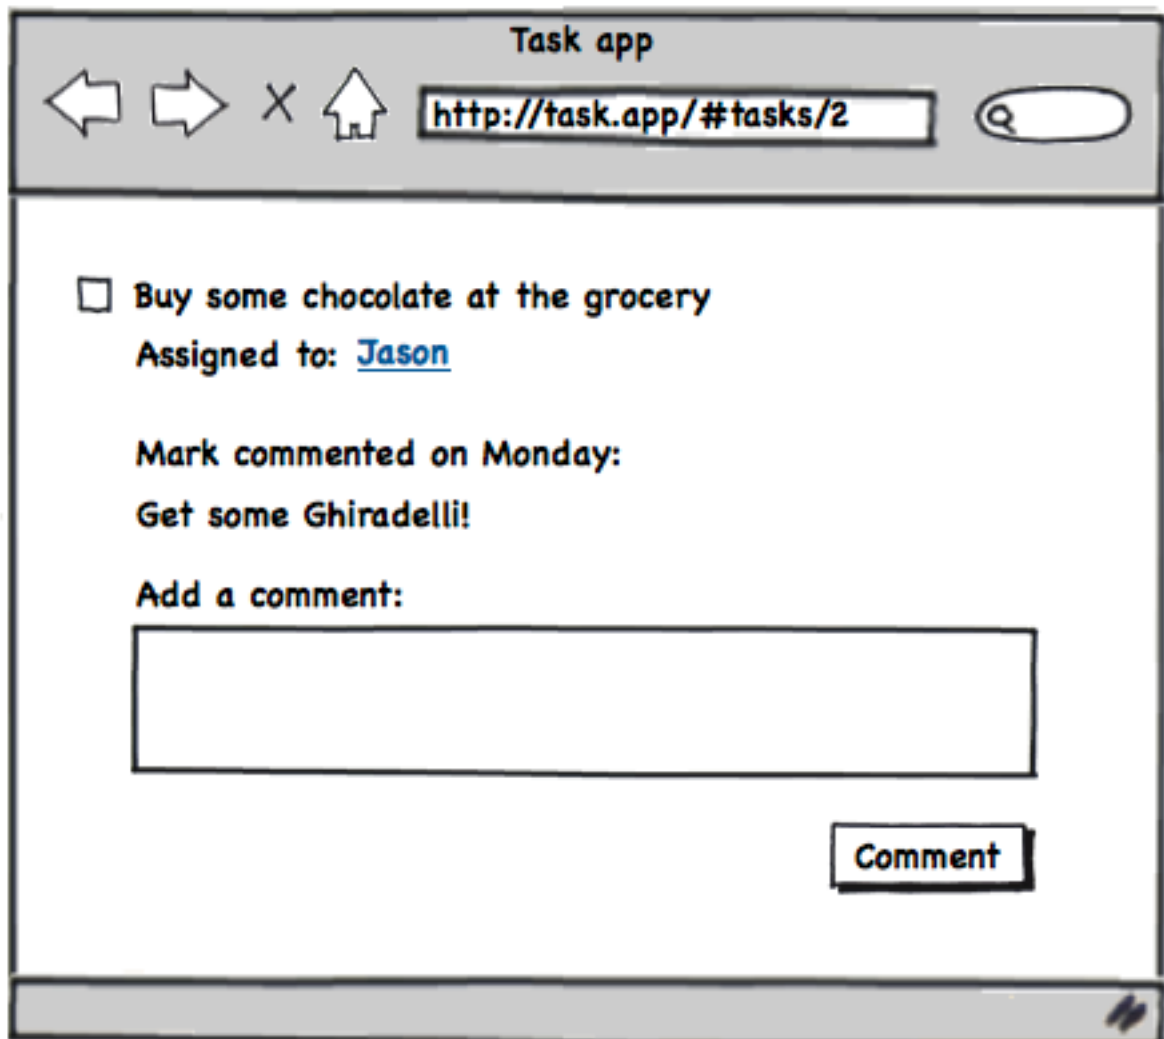 Task app
http://task.app/#tasks/2
Buy some chocolate at the grocery
Assigned to: Jason
Mark commented on Monday:
Get some Ghiradelli!
Add a comment:
Comment